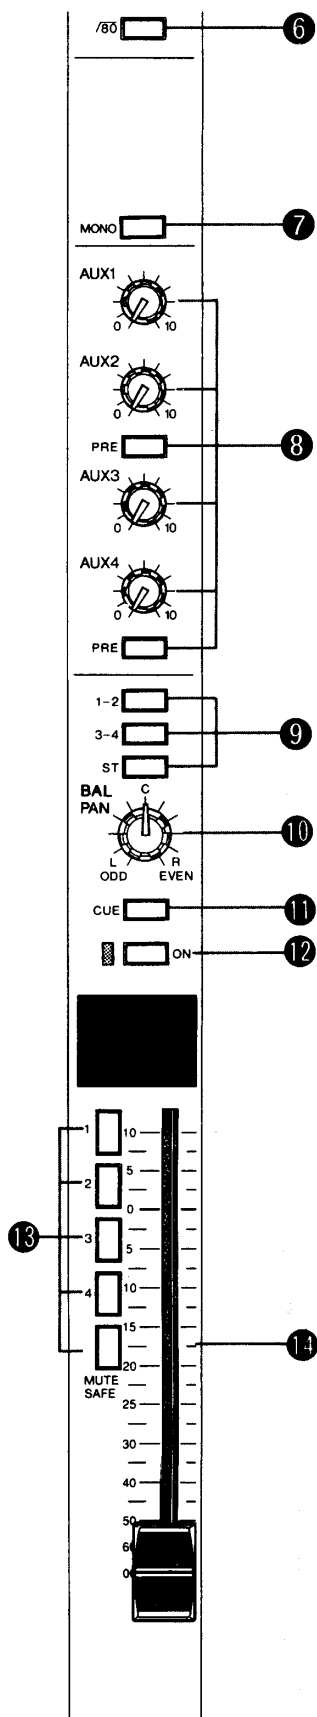 /80 6
MONO 7
AUX1
0 10
AUX2
0 10
PRE 8
AUX3
0 10
AUX4
0 10
PRE
1-2
3-4 9
ST
BAL C
PAN
10
L R
ODD EVEN
CUE 11
ON 12
1 10
2 5
0
13 3 5
4 10
15
14
20
MUTE
SAFE
25
30
40
50